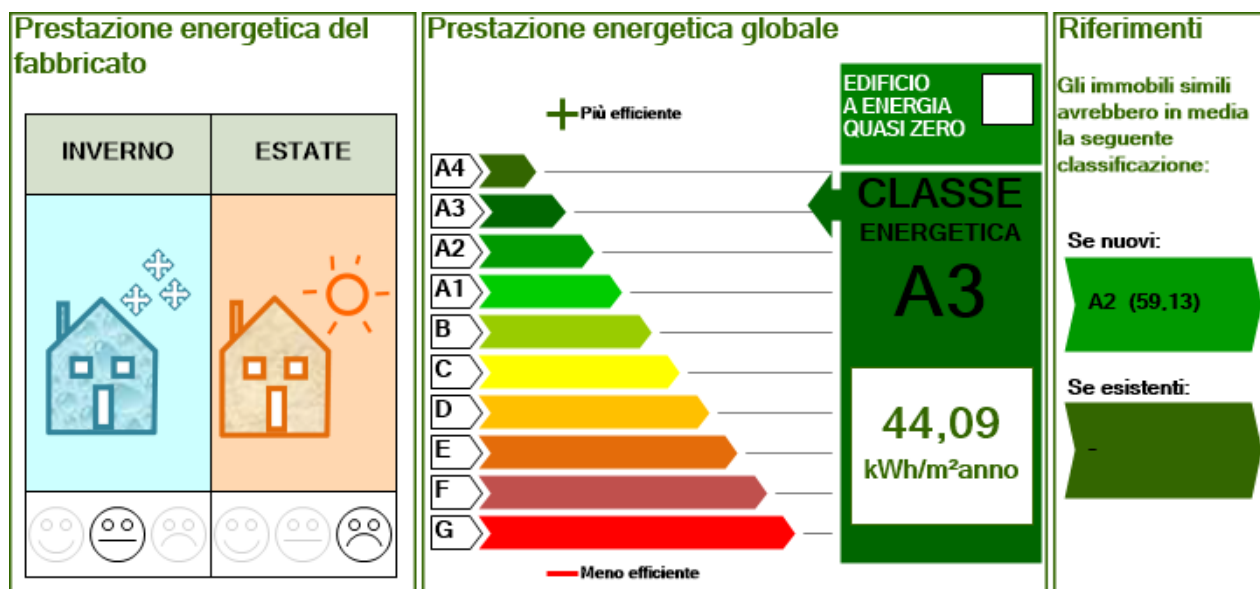 Prestazione energetica del
fabbricato
INVERNO
ESTATE
Prestazione energetica globale
Più efficiente
A4
A3
A2
A1
B
C
D
E
F
G
Meno efficiente
EDIFICIO
A ENERGIA
QUASI ZERO
CLASSE
ENERGETICA
A3
44,09
kWh/m²anno
Riferimenti
Gli immobili simili
avrebbero in media
la seguente
classificazione:
Se nuovi:
A2 (59,13)
Se esistenti:
-